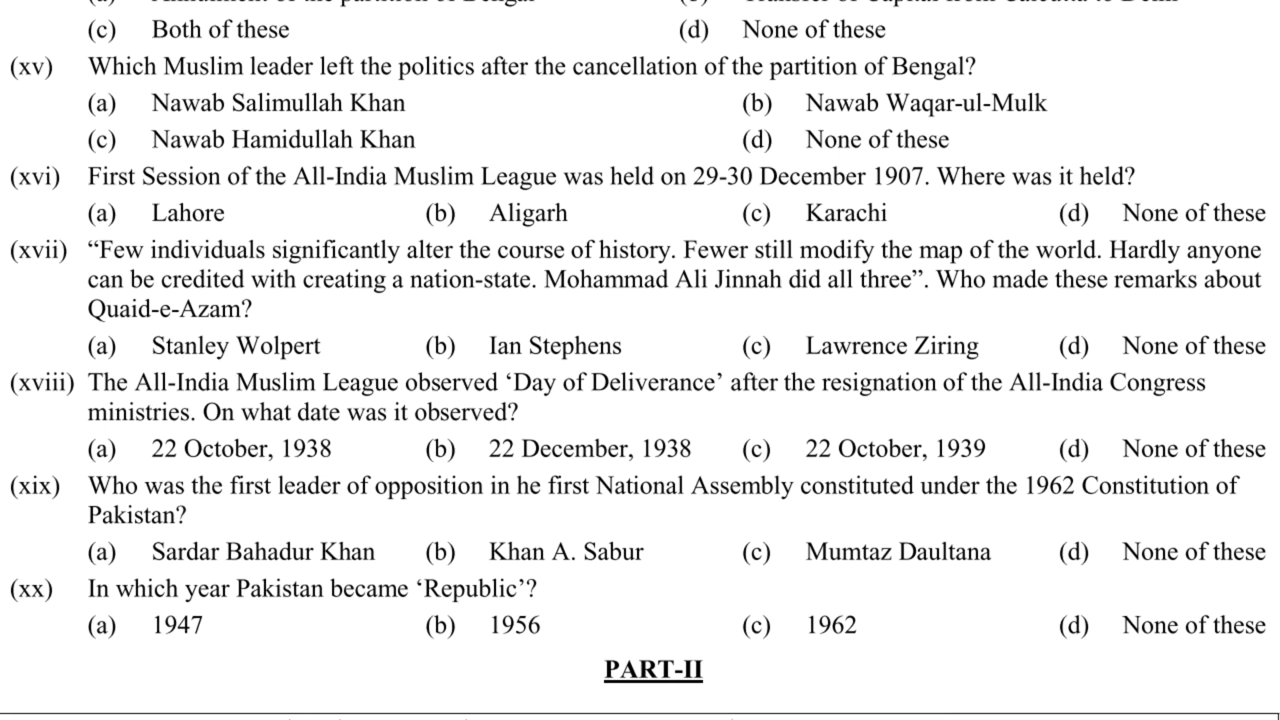 (c) Both of these (d) None of these
(xv) Which Muslim leader left the politics after the cancellation of the partition of Bengal?
(a) Nawab Salimullah Khan (b) Nawab Waqar-ul-Mulk
(c) Nawab Hamidullah Khan (d) None of these
(xvi) First Session of the All-India Muslim League was held on 29-30 December 1907. Where was it held?
(a) Lahore (b) Aligarh (c) Karachi (d) None of these
(xvii) “Few individuals significantly alter the course of history. Fewer still modify the map of the world. Hardly anyone
can be credited with creating a nation-state. Mohammad Ali Jinnah did all three”. Who made these remarks about
Quaid-e-Azam?
(a) Stanley Wolpert (b) Ian Stephens (c) Lawrence Ziring (d) None of these
(xviii) The All-India Muslim League observed ‘Day of Deliverance’ after the resignation of the All-India Congress
ministries. On what date was it observed?
(a) 22 October, 1938 (b) 22 December, 1938 (c) 22 October, 1939 (d) None of these
(xix) Who was the first leader of opposition in he first National Assembly constituted under the 1962 Constitution of
Pakistan?
(a) Sardar Bahadur Khan (b) Khan A. Sabur (c) Mumtaz Daultana (d) None of these
(xx) In which year Pakistan became ‘Republic’?
(a) 1947 (b) 1956 (c) 1962 (d) None of these
PART-II